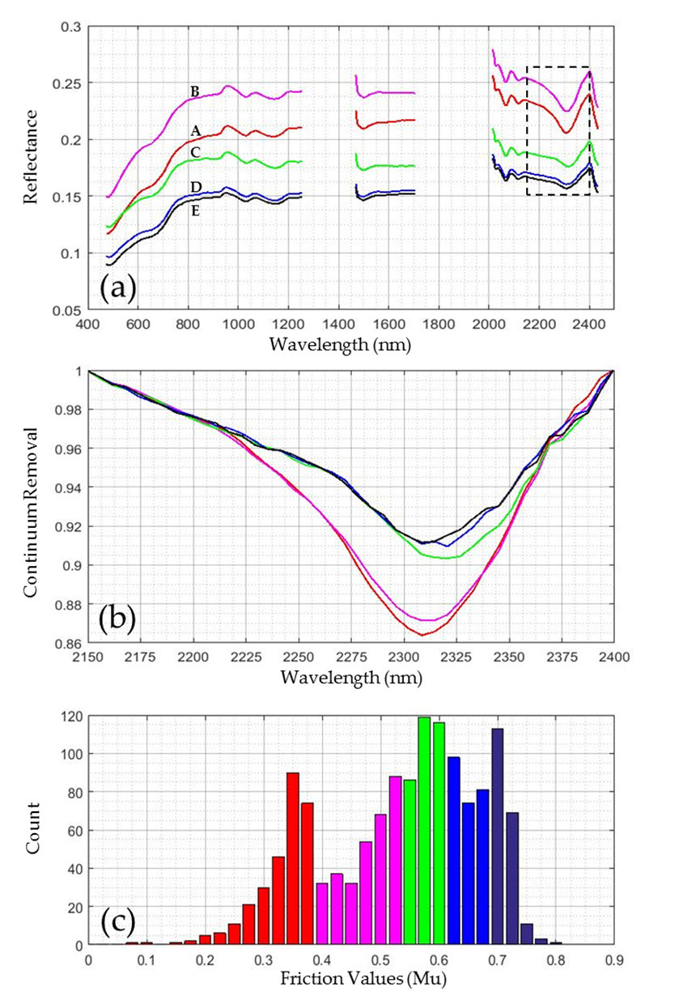 0.3
0.25
0.2
0.15
0.1
0.05
Reflectance
B
A
C
D
E
(a)
400 600 800 1000 1200 1400 1600 1800 2000 2200 2400
Wavelength (nm)
1
0.98
0.96
0.94
0.92
0.9
0.88
0.86
Continuum Removal
(b)
2150 2175 2200 2225 2250 2275 2300 2325 2350 2375 2400
Wavelength (nm)
120
100
80
60
40
20
0
Count
(c)
0 0.1 0.2 0.3 0.4 0.5 0.6 0.7 0.8 0.9
Friction Values (Mu)